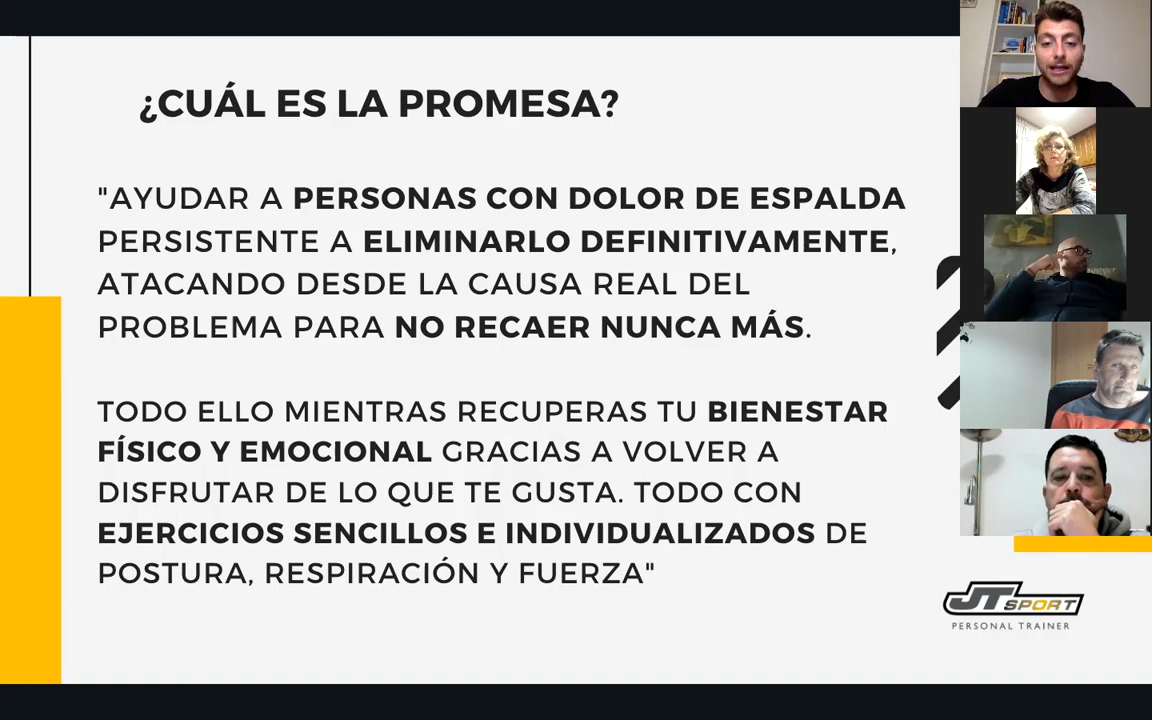 ¿CUÁL ES LA PROMESA?
"AYUDAR A PERSONAS CON DOLOR DE ESPALDA
PERSISTENTE A ELIMINARLO DEFINITIVAMENTE,
ATACANDO DESDE LA CAUSA REAL DEL
PROBLEMA PARA NO RECAER NUNCA MÁS.
TODO ELLO MIENTRAS RECUPERAS TU BIENESTAR
FÍSICO Y EMOCIONAL GRACIAS A VOLVER A
DISFRUTAR DE LO QUE TE GUSTA. TODO CON
EJERCICIOS SENCILLOS E INDIVIDUALIZADOS DE
POSTURA, RESPIRACIÓN Y FUERZA"
JT SPORT
PERSONAL TRAINER